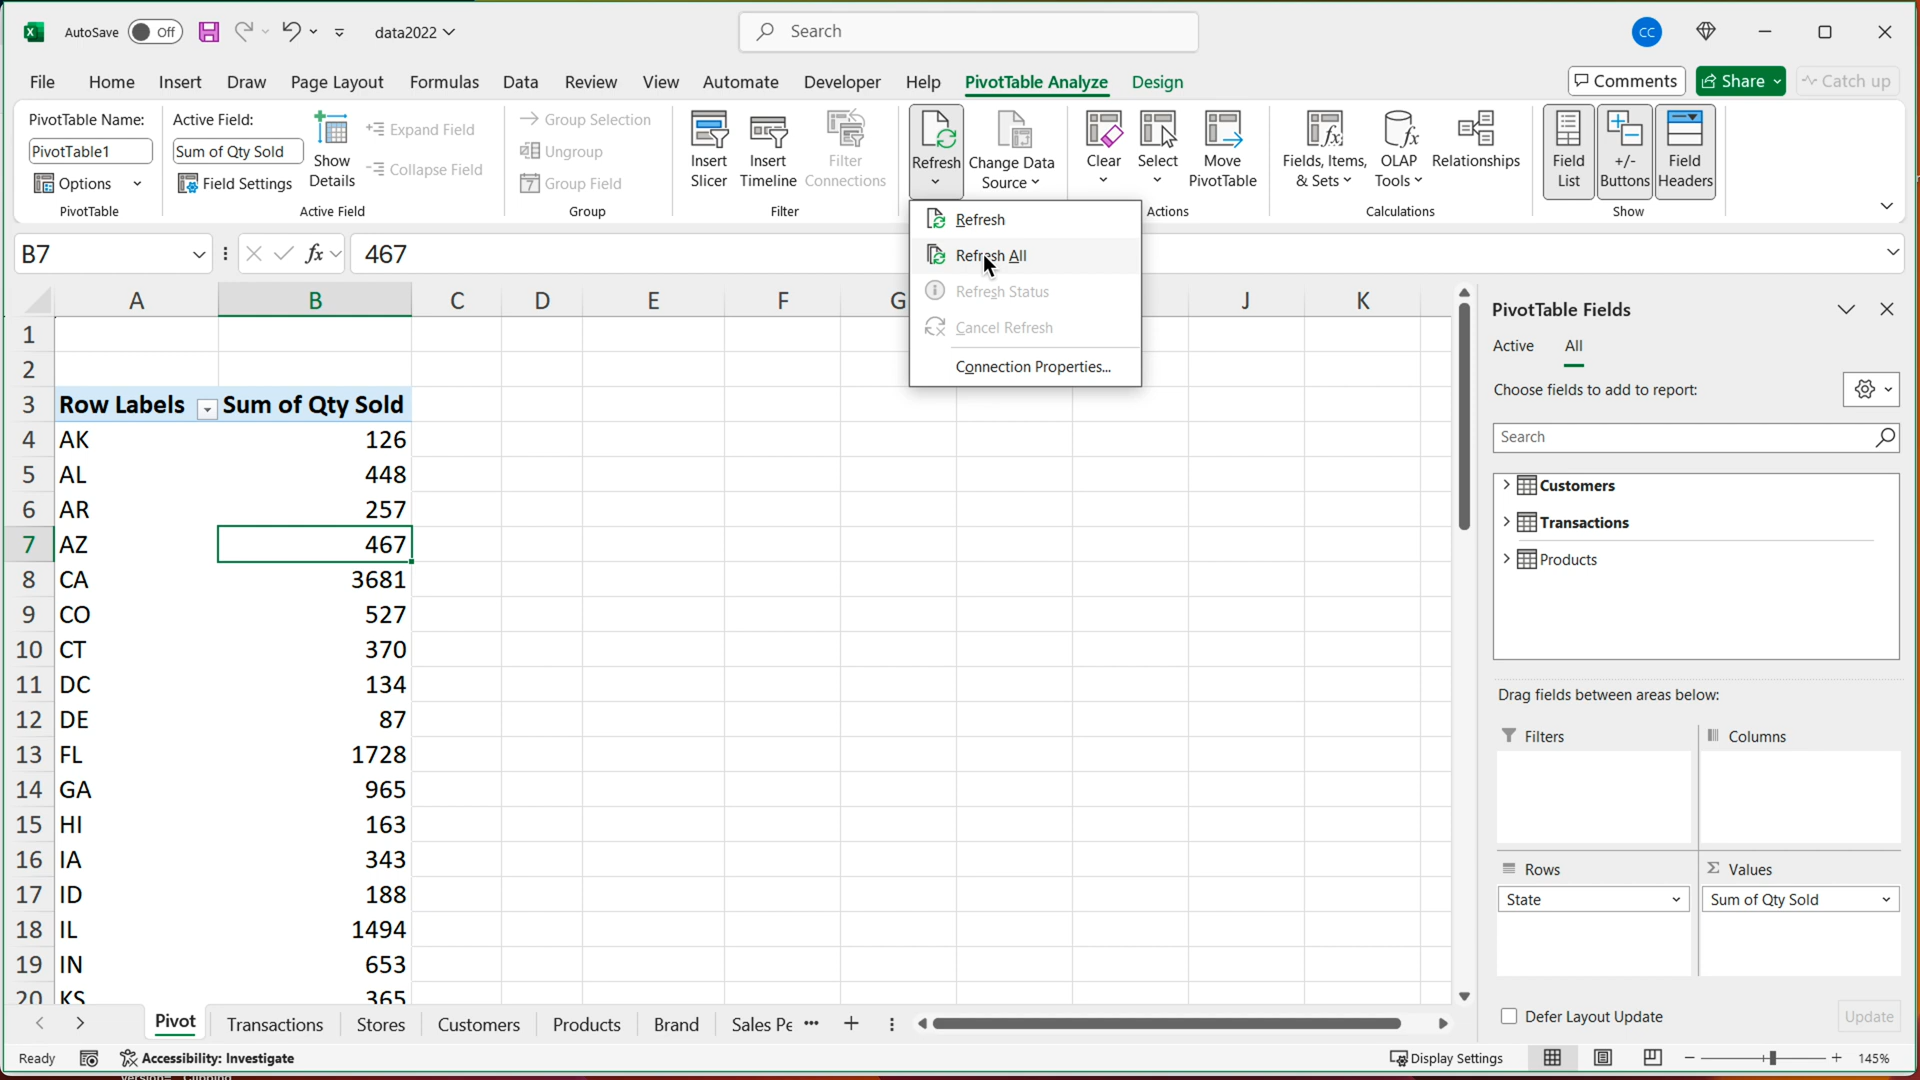 AutoSave Off data2022 Search CC
File Home Insert Draw Page Layout Formulas Data Review View Automate Developer Help PivotTable Analyze Design Comments Share Catch up
PivotTable Name:
PivotTable1
Options
PivotTable
Active Field:
Sum of Qty Sold
Field Settings
Show
Details
Expand Field
Collapse Field
Active Field
Group Selection
Ungroup
7 Group Field
Group
Insert
Slicer
Insert
Timeline
Filter
Connections
Filter
Refresh
Change Data
Source
Clear
Select
Move
PivotTable
Actions
Fields, Items,
& Sets
OLAP
Tools
Relationships
Calculations
Field
List
+/-
Buttons
Field
Headers
Show
Refresh
Refresh All
Refresh Status
Cancel Refresh
Connection Properties...
B7 fx 467
A B C D E F G J K
1
2
3 Row Labels Sum of Qty Sold
4 AK 126
5 AL 448
6 AR 257
7 AZ 467
8 CA 3681
9 CO 527
10 CT 370
11 DC 134
12 DE 87
13 FL 1728
14 GA 965
15 HI 163
16 IA 343
17 ID 188
18 IL 1494
19 IN 653
20 KS 365
PivotTable Fields
Active All
Choose fields to add to report:
Search
Customers
Transactions
Products
Drag fields between areas below:
Filters
Columns
Rows
State
Values
Sum of Qty Sold
Defer Layout Update Update
Pivot Transactions Stores Customers Products Brand Sales Pe ...
Ready Accessibility: Investigate Display Settings 145%